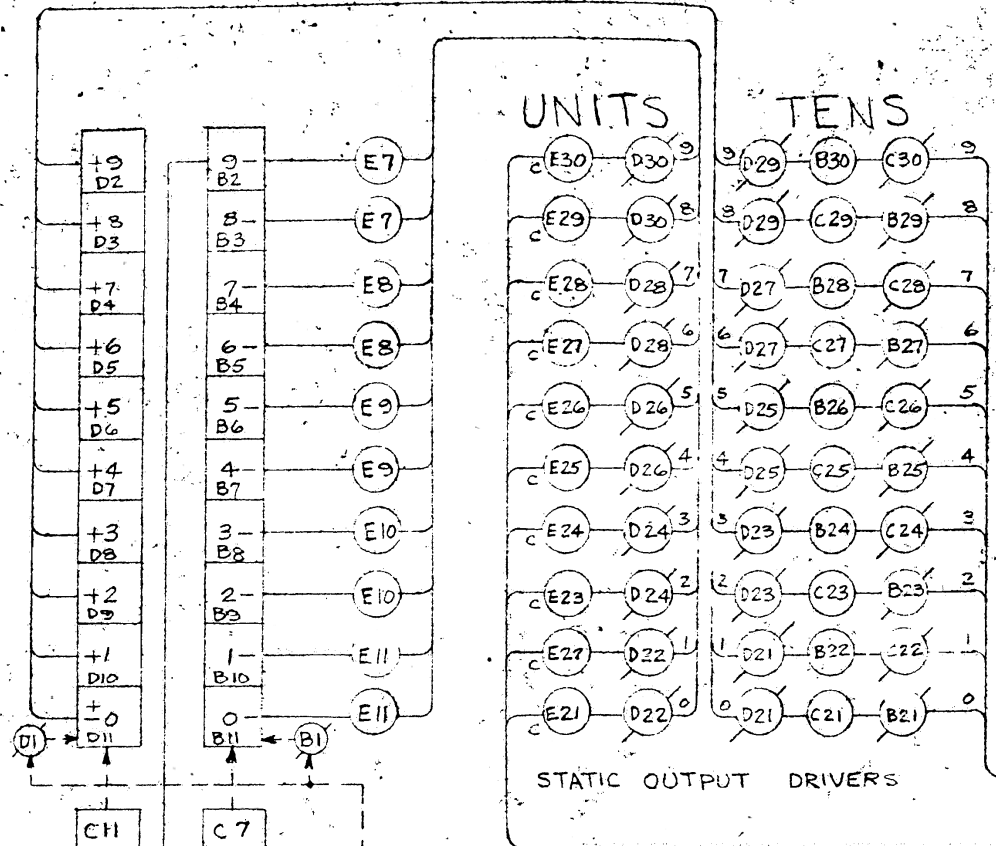 UNITS TENS
+9 D2 9- B2 E7 c E30 D30 9 9 D29 B30 C30 9
+8 D3 8- B3 E7 c E29 D30 8 8 D29 C29 B29 8
+7 D4 7- B4 E8 c E28 D28 7 7 D27 B28 C28 7
+6 D5 6- B5 E8 c E27 D28 6 6 D27 C27 B27 6
+5 D6 5- B6 E9 c E26 D26 5 5 D25 B26 C26 5
+4 D7 4- B7 E9 c E25 D26 4 4 D25 C25 B25 4
+3 D8 3- B8 E10 c E24 D24 3 3 D23 B24 C24 3
+2 D9 2- B9 E10 c E23 D24 2 2 D23 C23 B23 2
+1 D10 1- B10 E11 c E27 D22 1 1 D21 B22 C22 1
±0 D11 0- B11 E11 c E21 D22 0 0 D21 C21 B21 0
D1 B1
STATIC OUTPUT DRIVERS
C11 C7